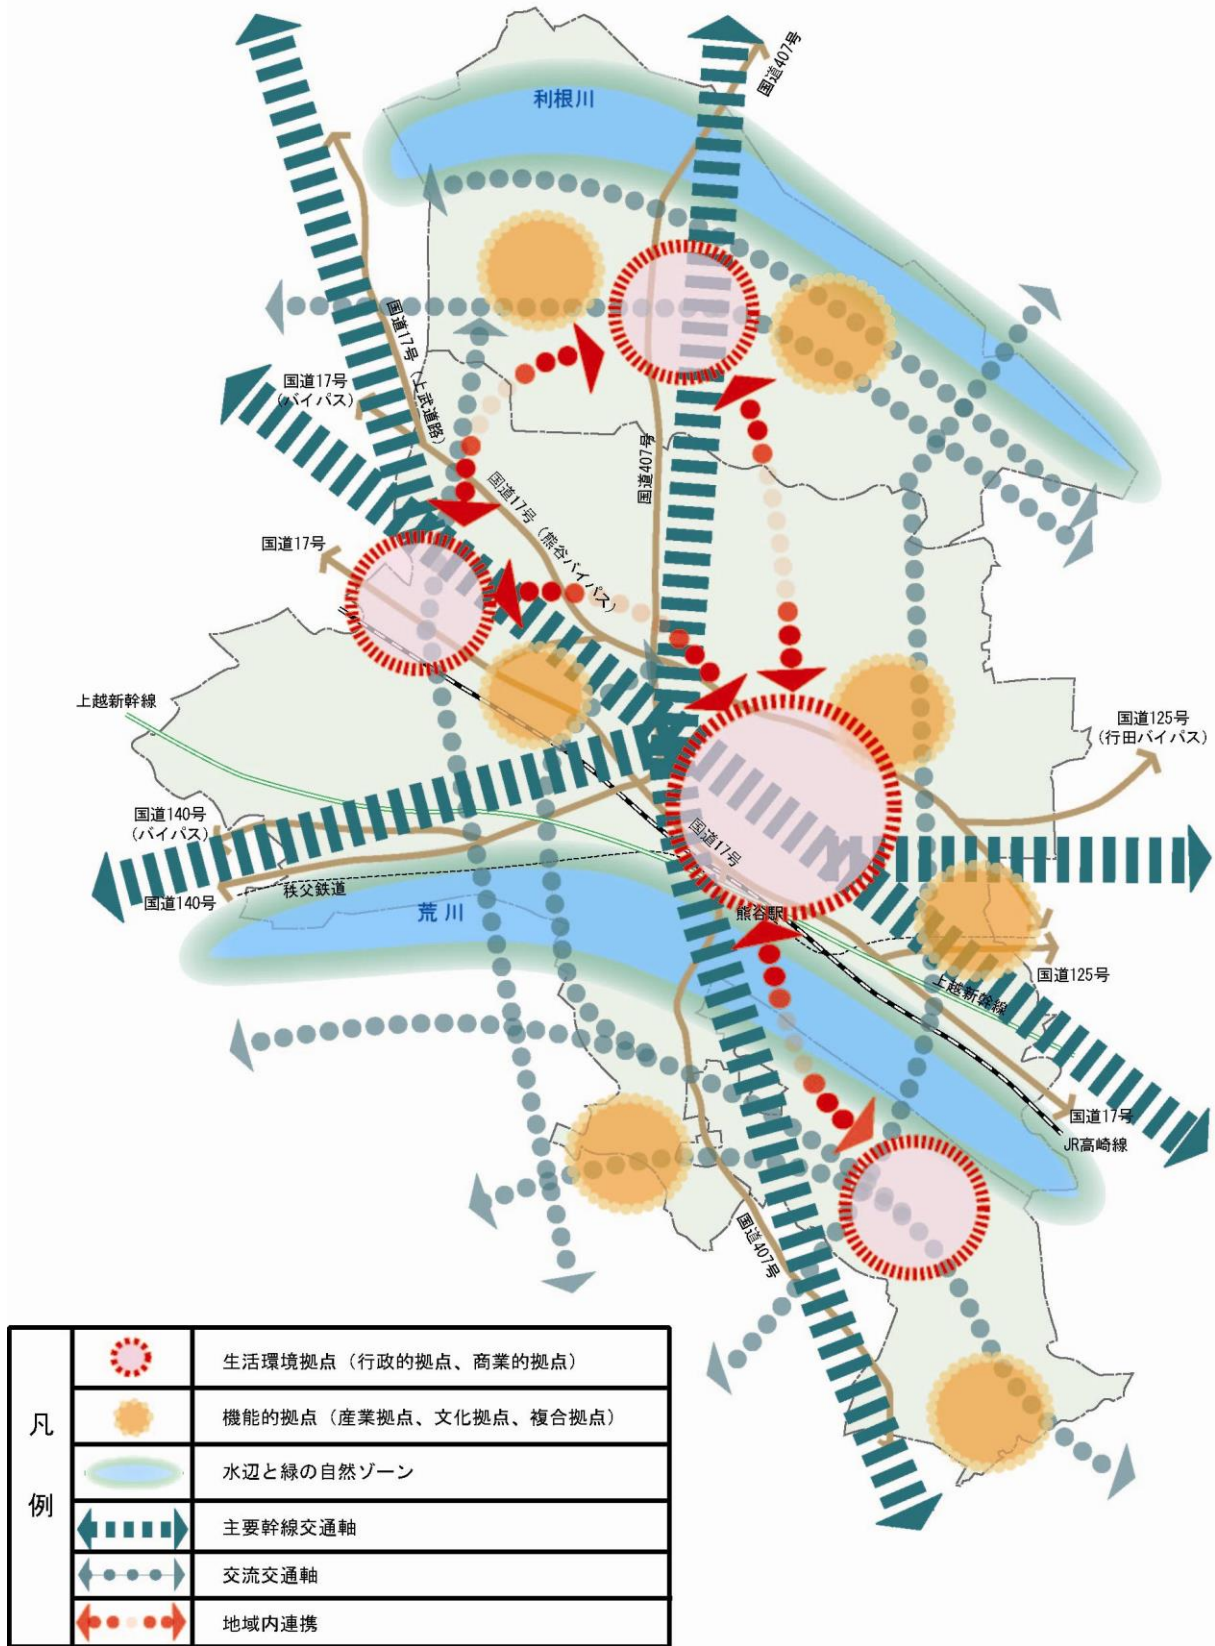 国道407号
利根川
国道17号（上武道路）
国道17号
（バイパス）
国道407号
国道17号（熊谷バイパス）
国道17号
上越新幹線
国道125号
（行田バイパス）
国道140号
（バイパス）
国道17号
秩父鉄道
国道140号
荒川
熊谷駅
国道125号
上越新幹線
国道17号
JR高崎線
国道407号
凡例
生活環境拠点（行政的拠点、商業的拠点）
機能的拠点（産業拠点、文化拠点、複合拠点）
水辺と緑の自然ゾーン
主要幹線交通軸
交流交通軸
地域内連携